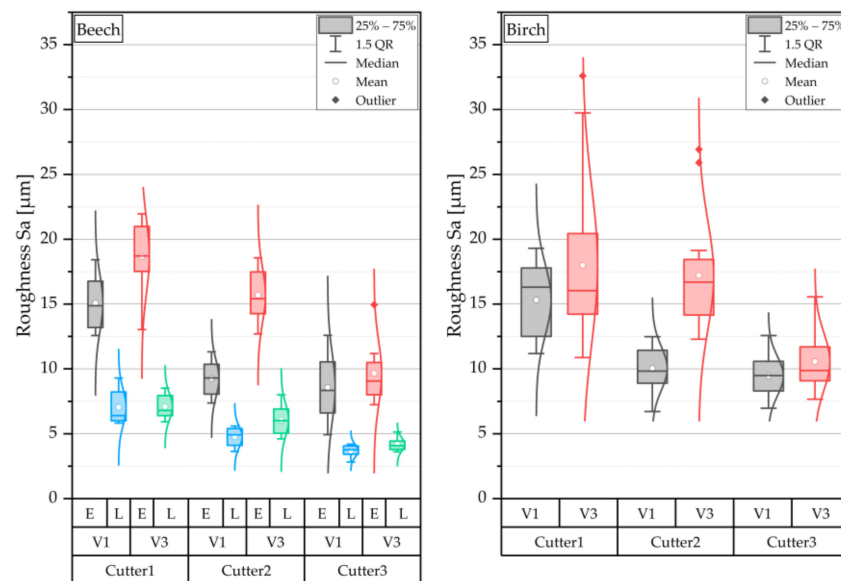 Beech
25% – 75%
1.5 QR
Median
Mean
Outlier
Roughness Sa [µm]
35
30
25
20
15
10
5
0
E L E L E L E L E L E L
V1 V3 V1 V3 V1 V3
Cutter1 Cutter2 Cutter3
Birch
25% – 75%
1.5 QR
Median
Mean
Outlier
Roughness Sa [µm]
35
30
25
20
15
10
5
0
V1 V3 V1 V3 V1 V3
Cutter1 Cutter2 Cutter3